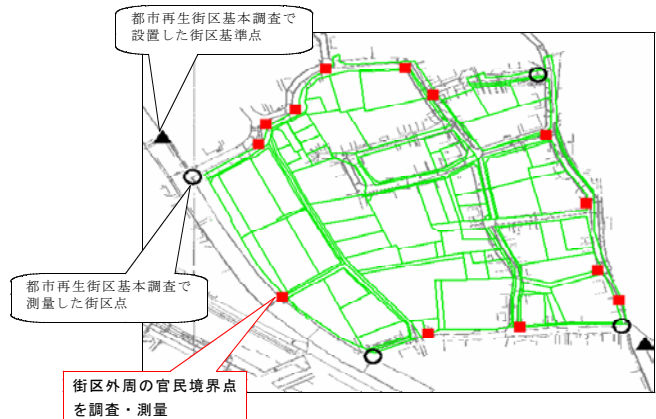 都市再生街区基本調査で
設置した街区基準点
都市再生街区基本調査で
測量した街区点
街区外周の官民境界点
を調査・測量